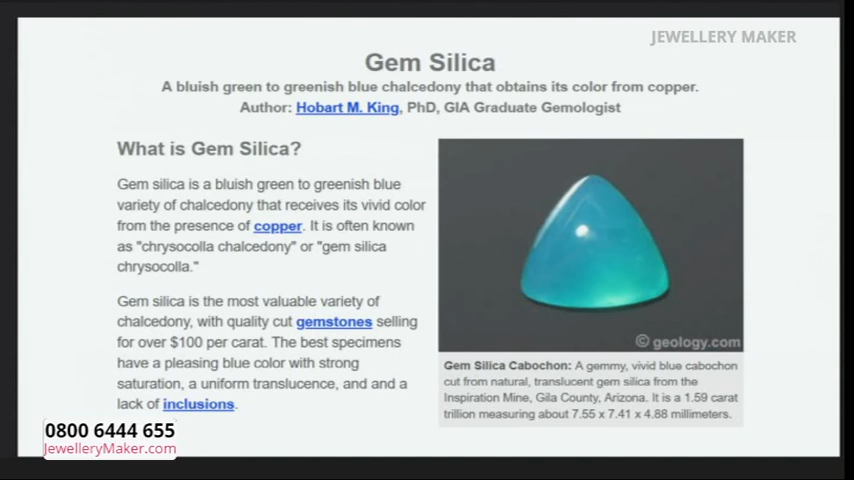 JEWELLERY MAKER
Gem Silica
A bluish green to greenish blue chalcedony that obtains its color from copper.
Author: Hobart M. King, PhD, GIA Graduate Gemologist
What is Gem Silica?
Gem silica is a bluish green to greenish blue
variety of chalcedony that receives its vivid color
from the presence of copper. It is often known
as "chrysocolla chalcedony" or "gem silica
chrysocolla."
Gem silica is the most valuable variety of
chalcedony, with quality cut gemstones selling
for over $100 per carat. The best specimens
have a pleasing blue color with strong
saturation, a uniform translucence, and and a
lack of inclusions.
© geology.com
Gem Silica Cabochon: A gemmy, vivid blue cabochon
cut from natural, translucent gem silica from the
Inspiration Mine, Gila County, Arizona. It is a 1.59 carat
trillion measuring about 7.55 x 7.41 x 4.88 millimeters.
0800 6444 655
JewelleryMaker.com